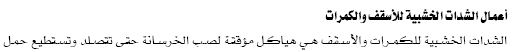 أعمال الشدات الخشبية للأسقف والكمرات
الشدات الخشبية للكمرات والأسقف هي هياكل مؤقتة لصب الخرسانة حتى تتصلد وتستطيع حمل